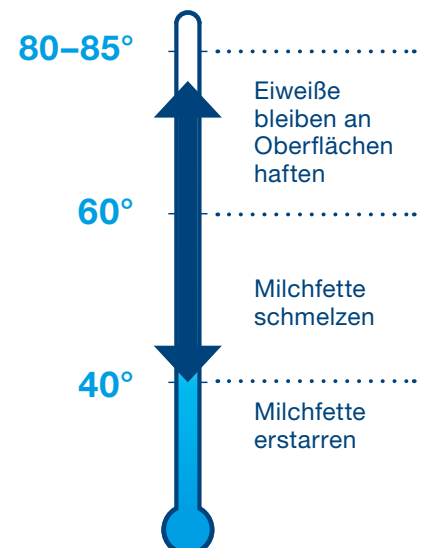 80–85°
Eiweiße
bleiben an
Oberflächen
haften
60°
Milchfette
schmelzen
40°
Milchfette
erstarren